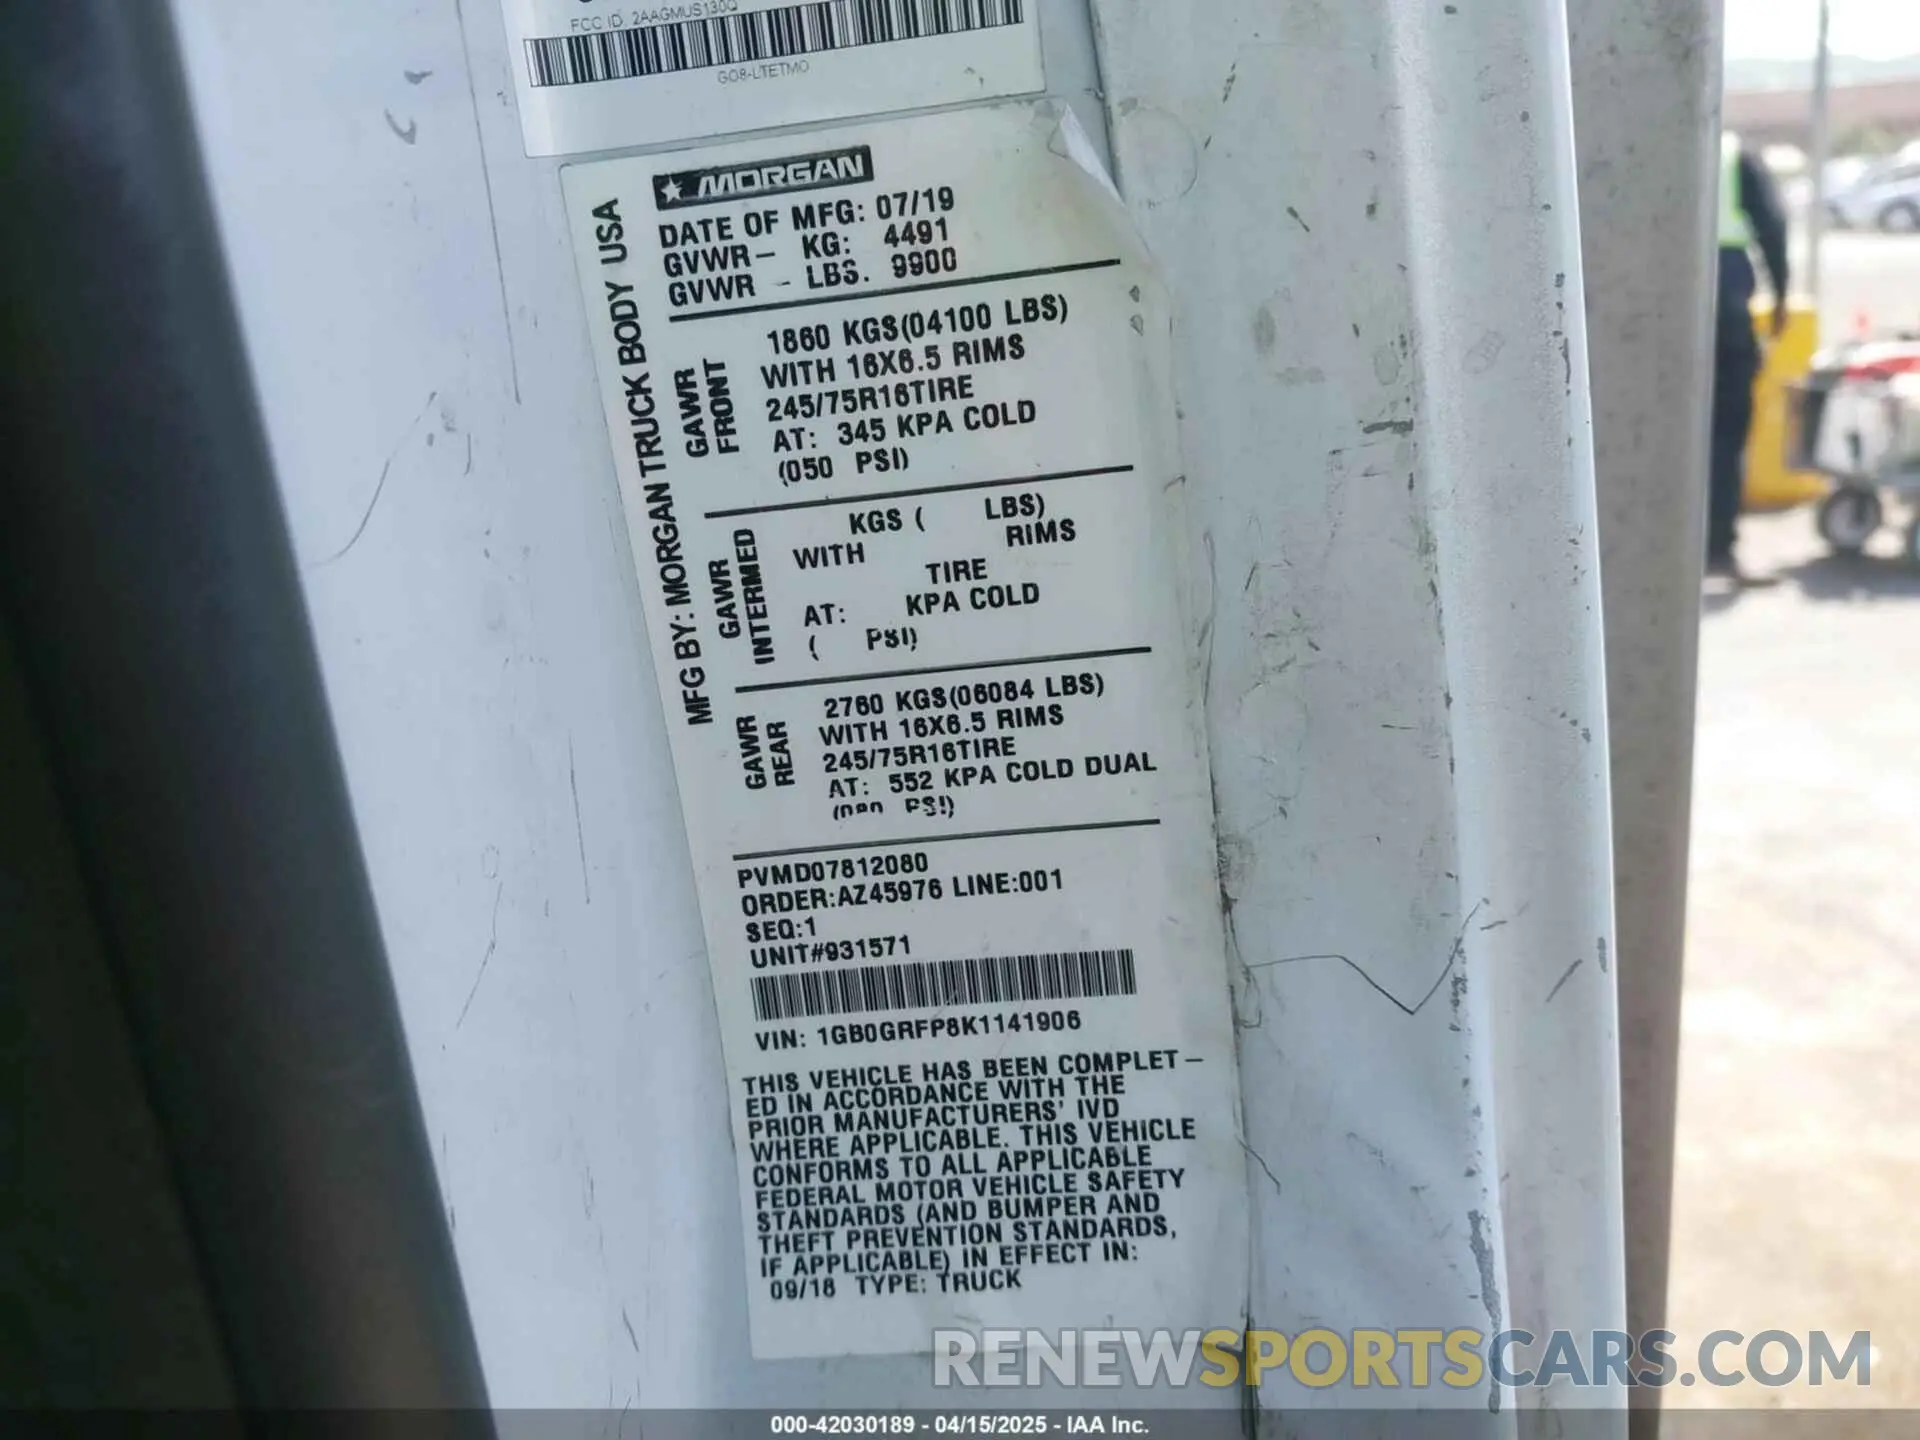 FCC ID. 2AAGMUS130Q
GO8-LTETMO
MORGAN
DATE OF MFG: 07/19
GVWR- KG: 4491
GVWR - LBS. 9900
MFG BY: MORGAN TRUCK BODY USA
GAWR FRONT
1860 KGS(04100 LBS)
WITH 16X6.5 RIMS
245/75R16TIRE
AT: 345 KPA COLD
(050 PSI)
GAWR INTERMED
KGS ( LBS)
WITH RIMS
TIRE
AT: KPA COLD
( PSI)
GAWR REAR
2760 KGS(06084 LBS)
WITH 16X6.5 RIMS
245/75R16TIRE
AT: 552 KPA COLD DUAL
(080 PSI)
PVMD07812080
ORDER:AZ45976 LINE:001
SEQ:1
UNIT#931571
VIN: 1GB0GRFP8K1141906
THIS VEHICLE HAS BEEN COMPLET-
ED IN ACCORDANCE WITH THE
PRIOR MANUFACTURERS' IVD
WHERE APPLICABLE. THIS VEHICLE
CONFORMS TO ALL APPLICABLE
FEDERAL MOTOR VEHICLE SAFETY
STANDARDS (AND BUMPER AND
THEFT PREVENTION STANDARDS,
IF APPLICABLE) IN EFFECT IN:
09/18 TYPE: TRUCK
RENEWSPORTSCARS.COM
000-42030189 - 04/15/2025 - IAA Inc.